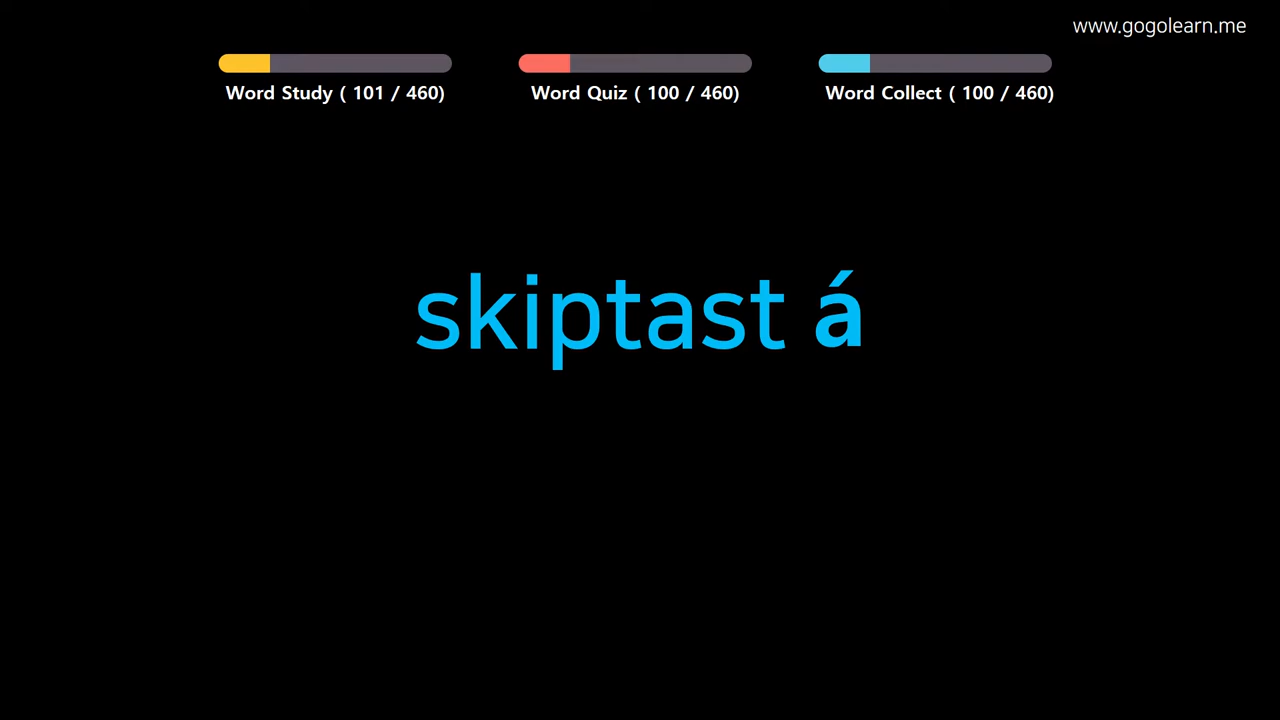 www.gogolearn.me
Word Study ( 101 / 460)
Word Quiz ( 100 / 460)
Word Collect ( 100 / 460)
skiptast á